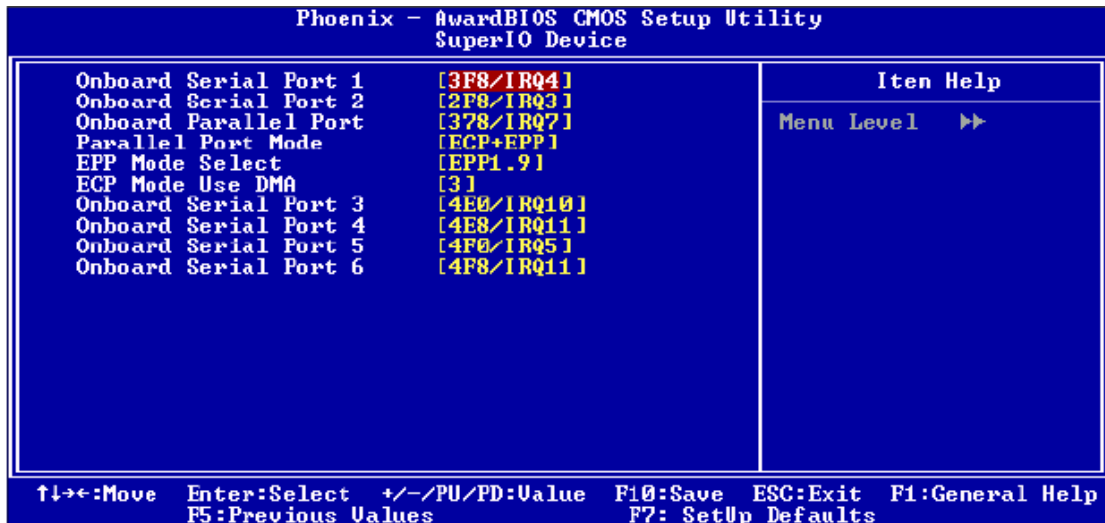 Phoenix - AwardBIOS CMOS Setup Utility
SuperIO Device
Onboard Serial Port 1 [3F8/IRQ4]
Onboard Serial Port 2 [2F8/IRQ3]
Onboard Parallel Port [378/IRQ7]
Parallel Port Mode [ECP+EPP]
EPP Mode Select [EPP1.9]
ECP Mode Use DMA [3]
Onboard Serial Port 3 [4E0/IRQ10]
Onboard Serial Port 4 [4E8/IRQ11]
Onboard Serial Port 5 [4F0/IRQ5]
Onboard Serial Port 6 [4F8/IRQ11]
Iten Help
Menu Level ▶▶
↑↓→←:Move Enter:Select +/-/PU/PD:Value F10:Save ESC:Exit F1:General Help
F5:Previous Values F7: SetUp Defaults